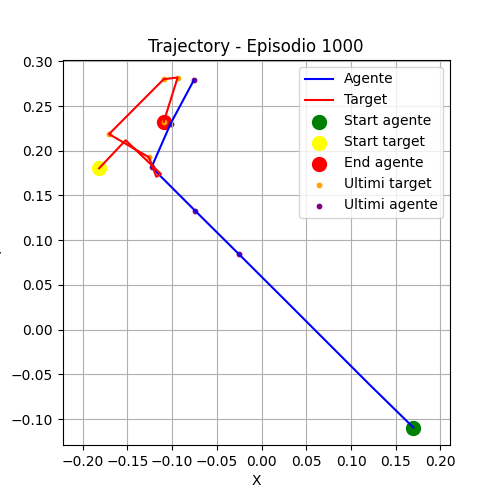 Trajectory - Episodio 1000
0.30
0.25
0.20
0.15
0.10
0.05
0.00
−0.05
−0.10
Agente
Target
Start agente
Start target
End agente
Ultimi target
Ultimi agente
−0.20 −0.15 −0.10 −0.05 0.00 0.05 0.10 0.15 0.20
X